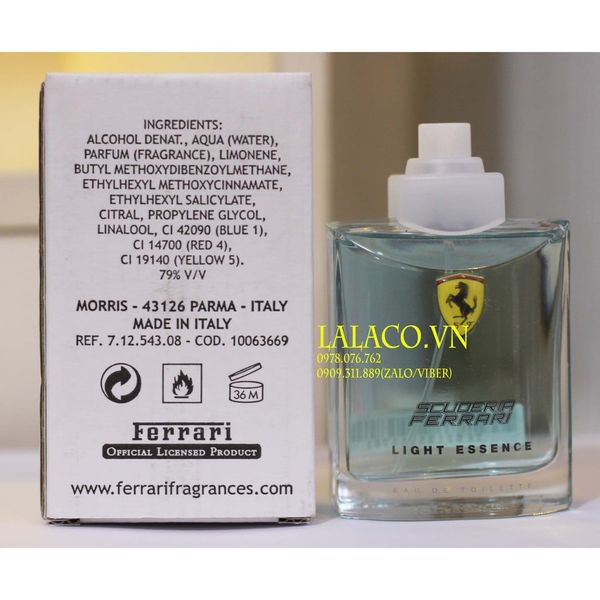 INGREDIENTS:
ALCOHOL DENAT., AQUA (WATER),
PARFUM (FRAGRANCE), LIMONENE,
BUTYL METHOXYDIBENZOYLMETHANE,
ETHYLHEXYL METHOXYCINNAMATE,
ETHYLHEXYL SALICYLATE,
CITRAL, PROPYLENE GLYCOL,
LINALOOL, CI 42090 (BLUE 1),
CI 14700 (RED 4),
CI 19140 (YELLOW 5).
79% V/V
MORRIS - 43126 PARMA - ITALY
MADE IN ITALY
REF. 7.12.543.08 - COD. 10063669
36 M
Ferrari
OFFICIAL LICENSED PRODUCT
www.ferrarifragrances.com
LALACO.VN
0978.076.762
0909.311.889(ZALO/VIBER)
SCUDERIA
FERRARI
LIGHT ESSENCE
EAU DE TOILETTE